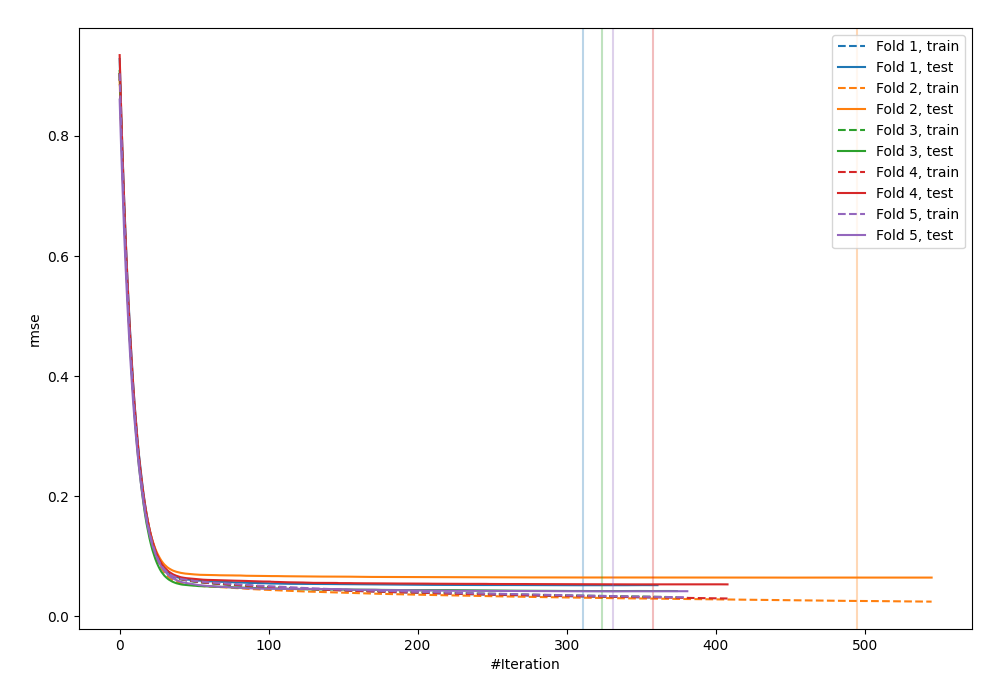 Fold 1, train
Fold 1, test
Fold 2, train
Fold 2, test
Fold 3, train
Fold 3, test
Fold 4, train
Fold 4, test
Fold 5, train
Fold 5, test
rmse
0.8
0.6
0.4
0.2
0.0
0
100
200
300
400
500
#Iteration